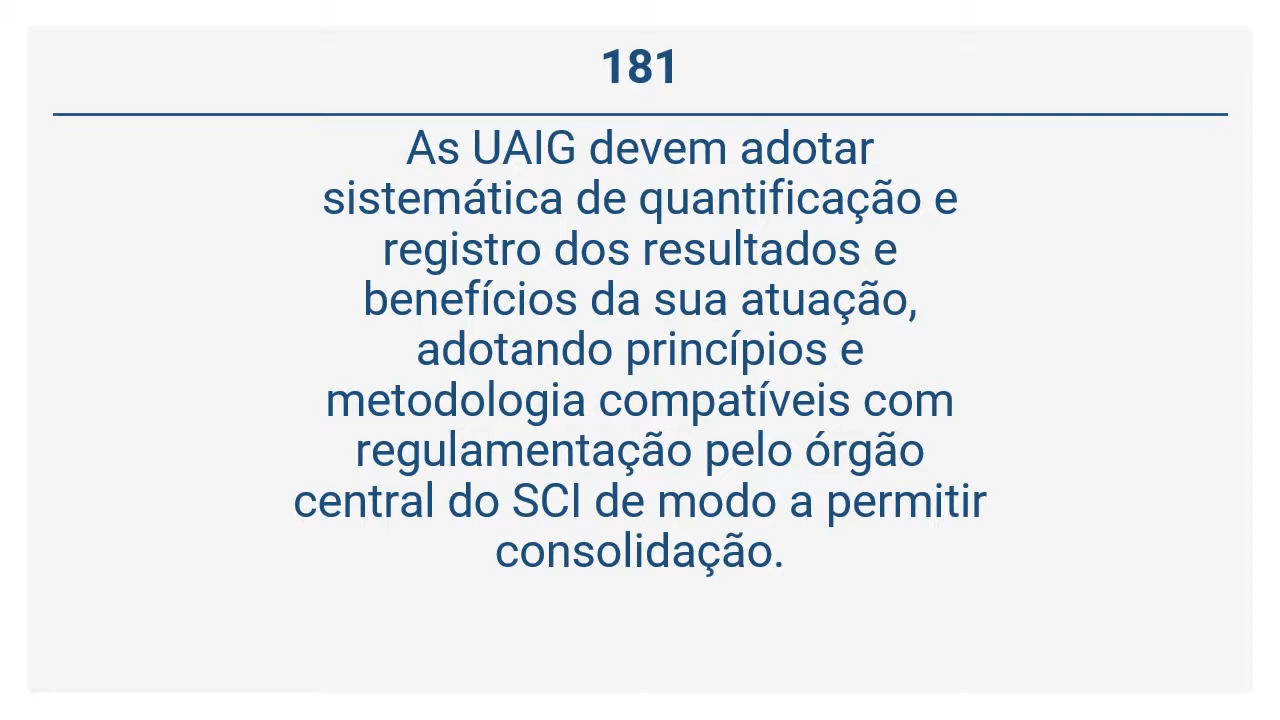 181
As UAIG devem adotar
sistemática de quantificação e
registro dos resultados e
benefícios da sua atuação,
adotando princípios e
metodologia compatíveis com
regulamentação pelo órgão
central do SCI de modo a permitir
consolidação.